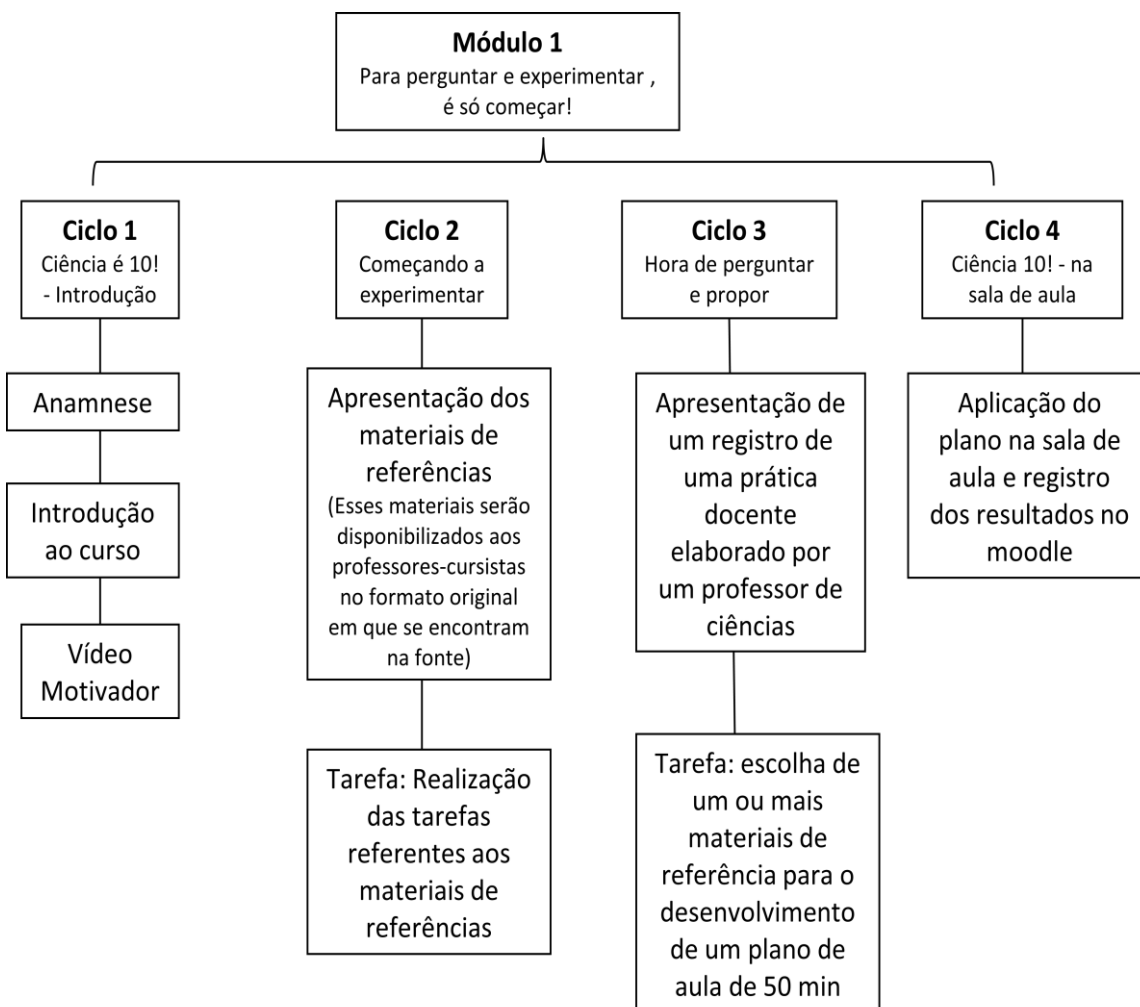 Módulo 1
Para perguntar e experimentar ,
é só começar!
Ciclo 1
Ciência é 10!
- Introdução
Anamnese
Introdução
ao curso
Vídeo
Motivador
Ciclo 2
Começando a
experimentar
Apresentação dos
materiais de
referências
(Esses materiais serão
disponibilizados aos
professores-cursistas
no formato original
em que se encontram
na fonte)
Tarefa: Realização
das tarefas
referentes aos
materiais de
referências
Ciclo 3
Hora de perguntar
e propor
Apresentação de
um registro de
uma prática
docente
elaborado por
um professor de
ciências
Tarefa: escolha de
um ou mais
materiais de
referência para o
desenvolvimento
de um plano de
aula de 50 min
Ciclo 4
Ciência 10! - na
sala de aula
Aplicação do
plano na sala de
aula e registro
dos resultados no
moodle